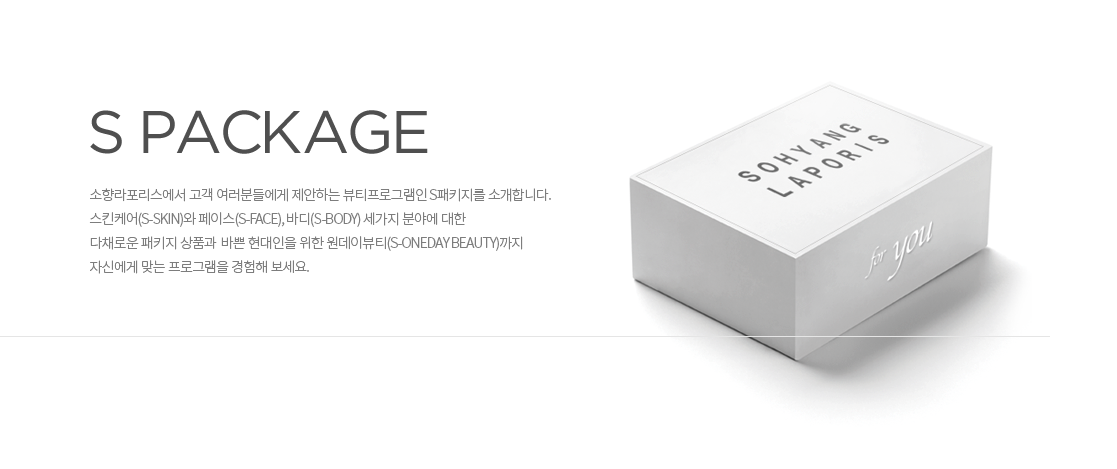 S PACKAGE
소향라포리스에서 고객 여러분들에게 제안하는 뷰티프로그램인 S패키지를 소개합니다.
스킨케어(S-SKIN)와 페이스(S-FACE), 바디(S-BODY) 세가지 분야에 대한
다채로운 패키지 상품과 바쁜 현대인을 위한 원데이뷰티(S-ONEDAY BEAUTY)까지
자신에게 맞는 프로그램을 경험해 보세요.
SOHYANG
LAPORIS
for you